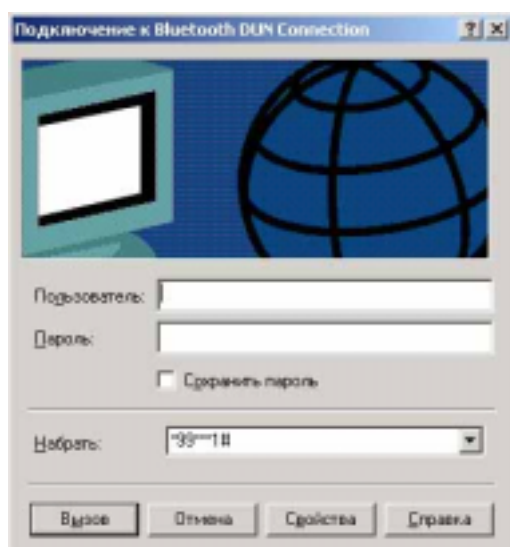 Подключение к Bluetooth DUN Connection
Пользователь:
Пароль:
Сохранить пароль
Набрать: *99***1#
Вызов Отмена Свойства Справка